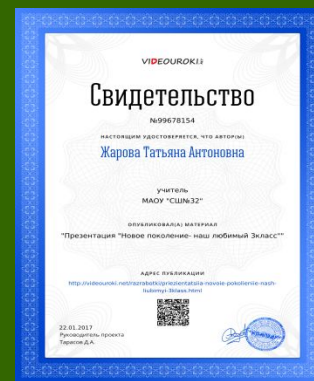 VIDEOUROKI
Свидетельство
№99678154
НАСТОЯЩИМ УДОСТОВЕРЯЕТСЯ, ЧТО АВТОР(Ы)
Жарова Татьяна Антоновна
учитель
МАОУ "СШ№32"
ОПУБЛИКОВАЛ(А) МАТЕРИАЛ
"Презентация "Новое поколение- наш любимый 3класс""
АДРЕС ПУБЛИКАЦИИ
22.01.2017
Руководитель проекта
Тарасов Д.А.